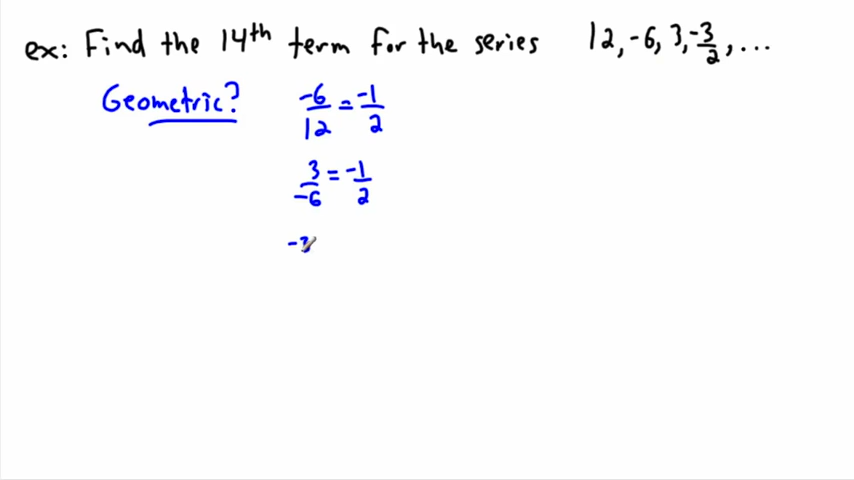 ex: Find the 14th term for the series 12, -6, 3, -3/2, ...
Geometric? -6/12 = -1/2
3/-6 = -1/2
-3